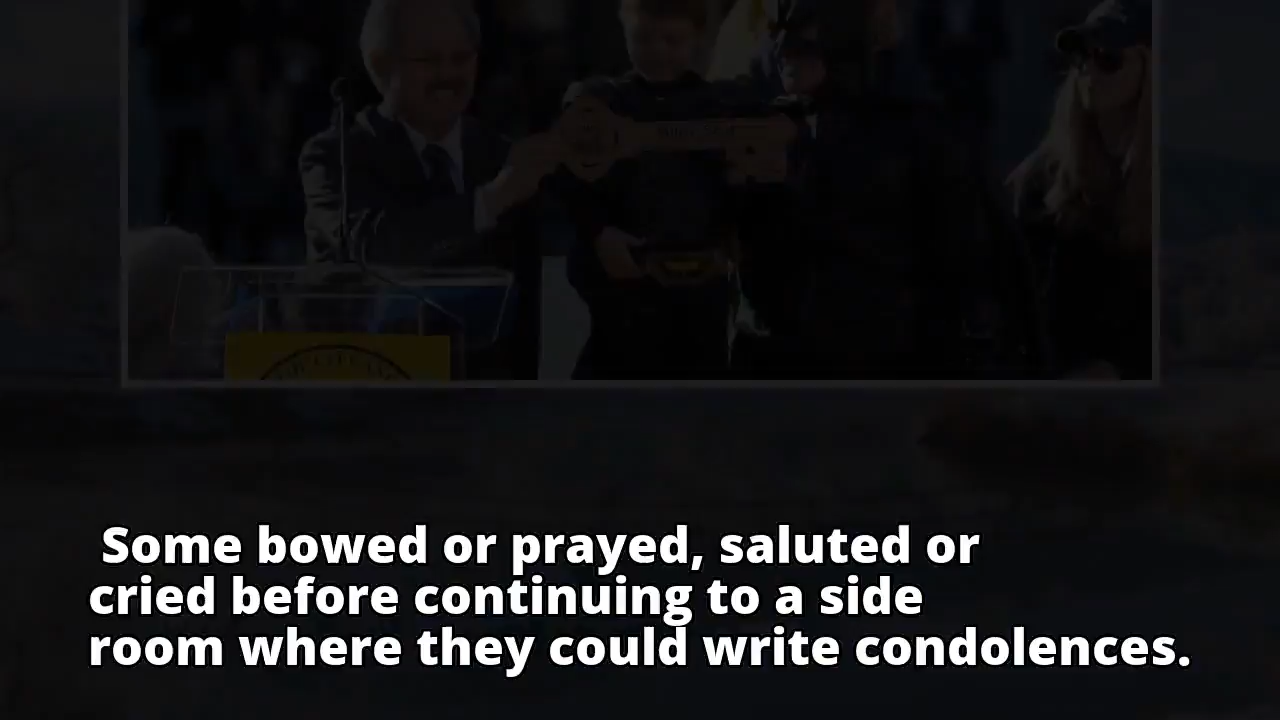 Some bowed or prayed, saluted or
cried before continuing to a side
room where they could write condolences.